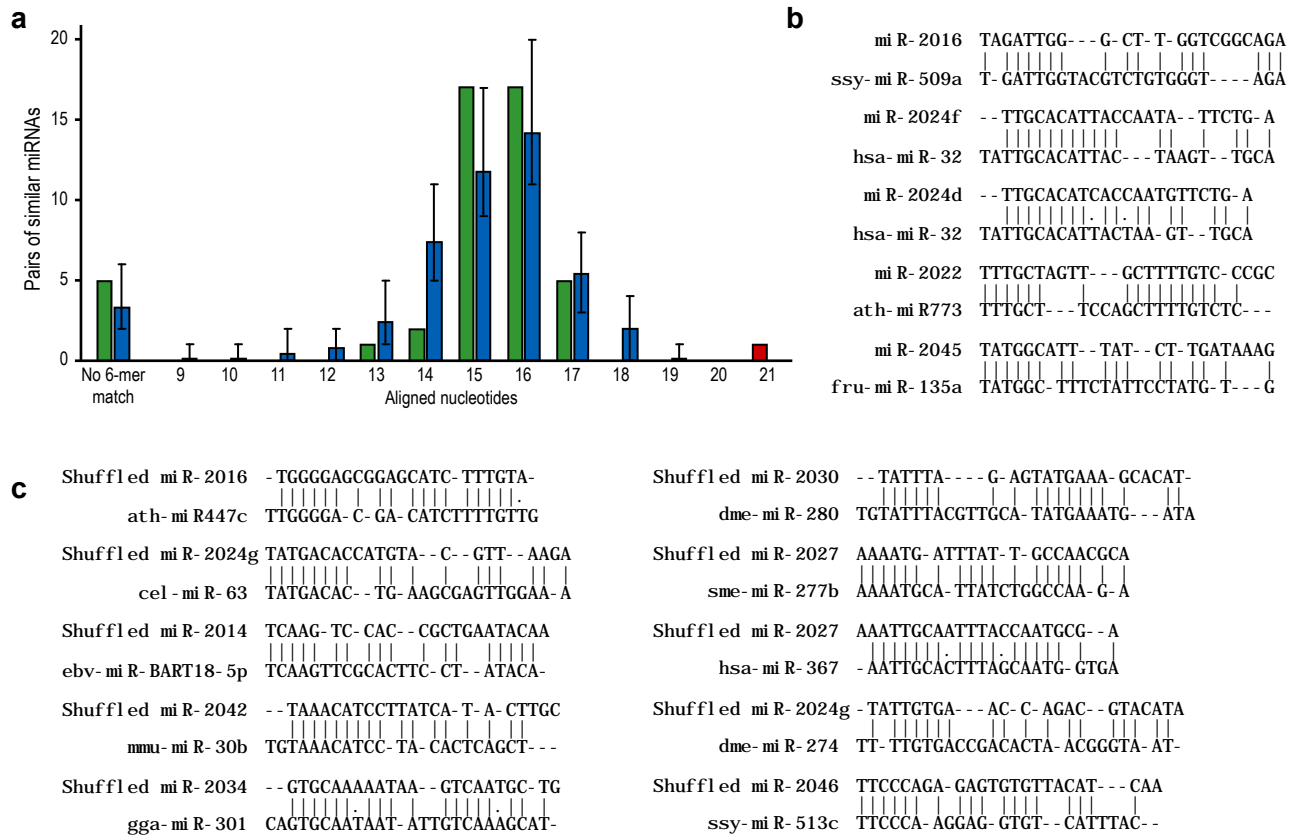 a
Pairs of similar miRNAs
20
15
10
5
0
No 6-mer
match
9 10 11 12 13 14 15 16 17 18 19 20 21
Aligned nucleotides
b
miR-2016 TAGATTGG---G-CT-T-GGTCGGCAGA
ssy-miR-509a T-GATTGGTACGTCTGTGGGT----AGA
miR-2024f --TTGCACATTACCAATA--TTCTG-A
hsa-miR-32 TATTGCACATTAC---TAAGT--TGCA
miR-2024d --TTGCACATCACCAATGTTCTG-A
hsa-miR-32 TATTGCACATTACTAA-GT--TGCA
miR-2022 TTTGCTAGTT---GCTTTTGTC-CCGC
ath-miR773 TTTGCT---TCCAGCTTTTGTCTC---
miR-2045 TATGGCATT--TAT--CT-TGATAAAG
fru-miR-135a TATGGC-TTTCTATTCCTATG-T---G
c
Shuffled miR-2016 -TGGGGAGCGGAGCATC-TTTGTA-
ath-miR447c TTGGGGA-C-GA-CATCTTTTGTTG
Shuffled miR-2024g TATGACACCATGTA--C--GTT--AAGA
cel-miR-63 TATGACAC--TG-AAGCGAGTTGGAA-A
Shuffled miR-2014 TCAAG-TC-CAC--CGCTGAATACAA
ebv-miR-BART18-5p TCAAGTTCGCACTTC-CT--ATACA-
Shuffled miR-2042 --TAAACATCCTTATCA-T-A-CTTGC
mmu-miR-30b TGTAAACATCC-TA-CACTCAGCT---
Shuffled miR-2034 --GTGCAAAAATAA--GTCAATGC-TG
gga-miR-301 CAGTGCAATAAT-ATTGTCAAAGCAT-
Shuffled miR-2030 --TATTTA----G-AGTATGAAA-GCACAT-
dme-miR-280 TGTATTTACGTTGCA-TATGAAATG---ATA
Shuffled miR-2027 AAAATG-ATTTAT-T-GCCAACGCA
sme-miR-277b AAAATGCA-TTATCTGGCCAA-G-A
Shuffled miR-2027 AAATTGCAATTTACCAATGCG--A
hsa-miR-367 -AATTGCACTTTAGCAATG-GTGA
Shuffled miR-2024g -TATTGTGA---AC-C-AGAC-GTACATA
dme-miR-274 TT-TTGTGACCGACACTA-ACGGGTA-AT-
Shuffled miR-2046 TTCCCAGA-GAGTGTGTTACAT---CAA
ssy-miR-513c TTCCCA-AGGAG-GTGT-CATTTAC--